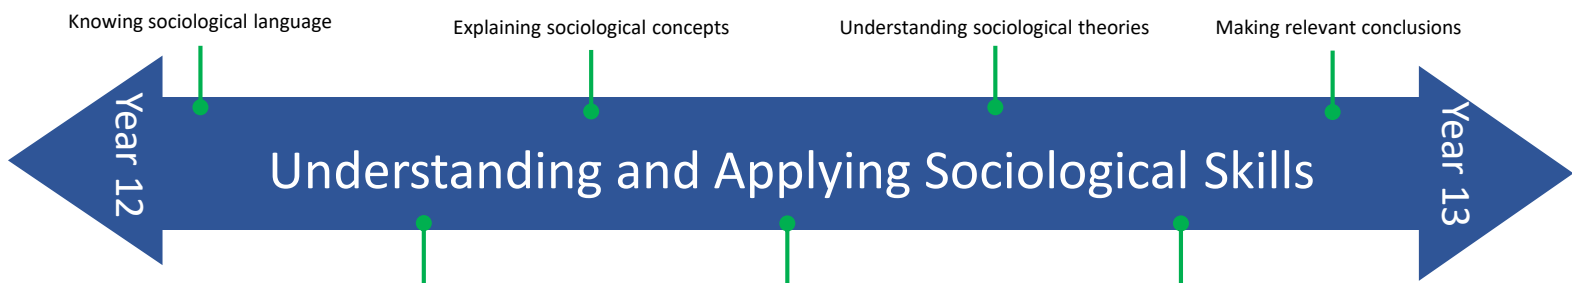 Knowing sociological language
Explaining sociological concepts
Understanding sociological theories
Making relevant conclusions
Year 12
Understanding and Applying Sociological Skills
Year 13